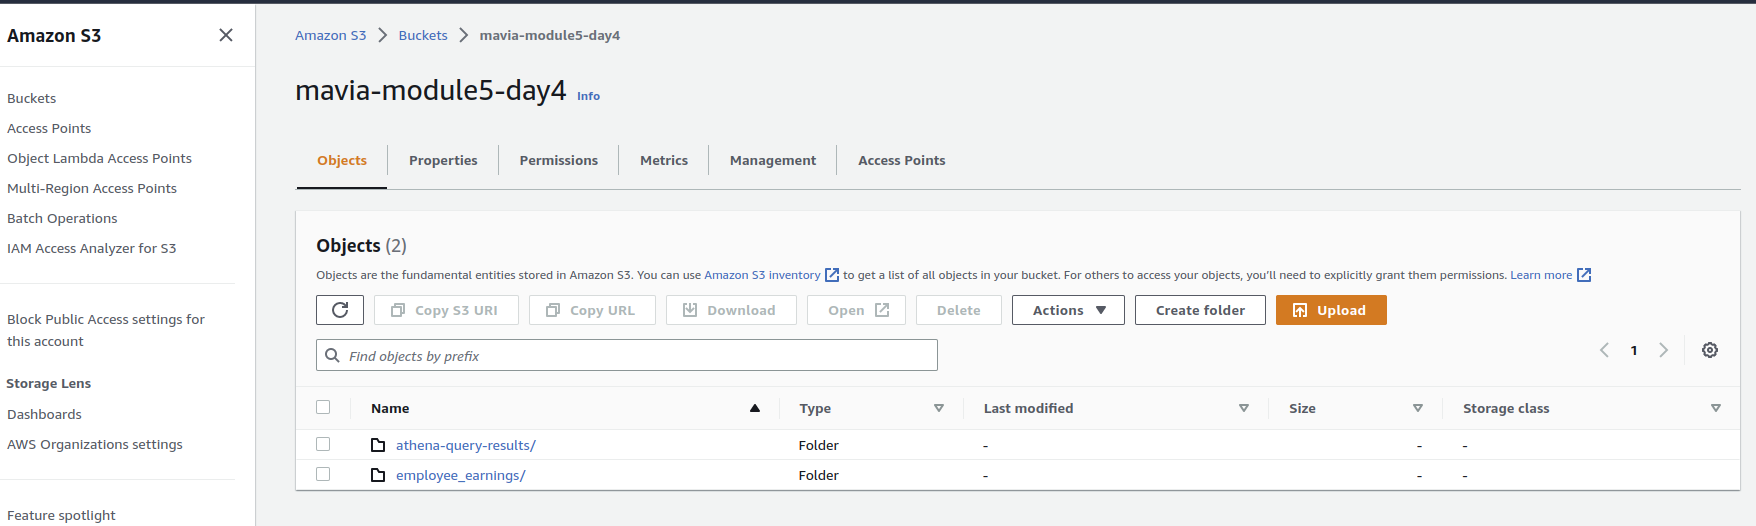 Amazon S3
Buckets
Access Points
Object Lambda Access Points
Multi-Region Access Points
Batch Operations
IAM Access Analyzer for S3
Block Public Access settings for
this account
Storage Lens
Dashboards
AWS Organizations settings
Feature spotlight
Amazon S3 Buckets mavia-module5-day4
mavia-module5-day4 Info
Objects Properties Permissions Metrics Management Access Points
Objects (2)
Objects are the fundamental entities stored in Amazon S3. You can use Amazon S3 inventory to get a list of all objects in your bucket. For others to access your objects, you'll need to explicitly grant them permissions. Learn more
Copy S3 URI Copy URL Download Open Delete Actions Create folder Upload
Find objects by prefix 1
Name Type Last modified Size Storage class
athena-query-results/ Folder - - -
employee_earnings/ Folder - - -